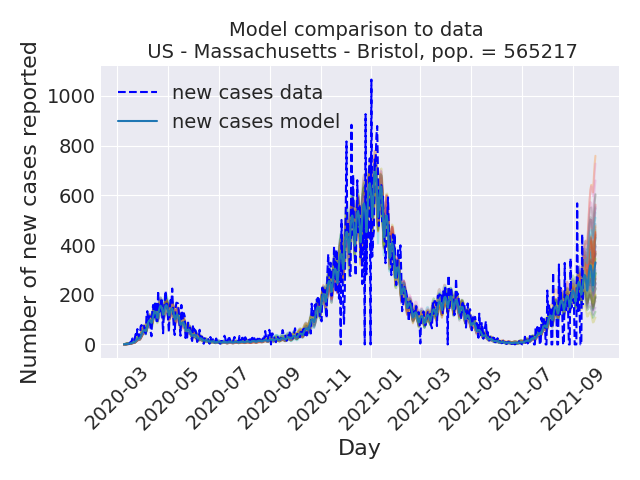 Model comparison to data
US - Massachusetts - Bristol, pop. = 565217
new cases data
new cases model
Number of new cases reported
1000
800
600
400
200
0
2020-03
2020-05
2020-07
2020-09
2020-11
2021-01
2021-03
2021-05
2021-07
2021-09
Day